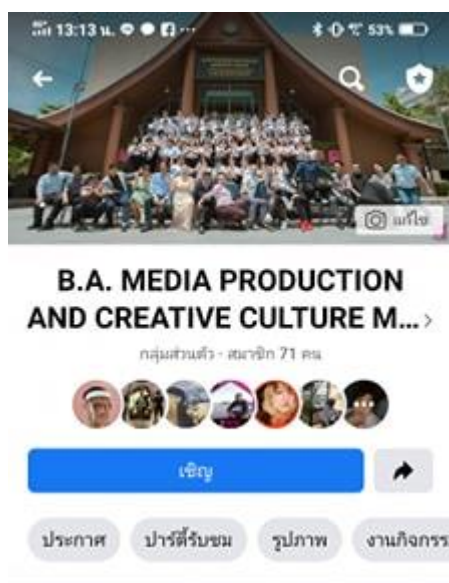 13:13 น.
53%
แก้ไข
B.A. MEDIA PRODUCTION
AND CREATIVE CULTURE M...
กลุ่มส่วนตัว · สมาชิก 71 คน
เชิญ
ประกาศ ปาร์ตี้รับชม รูปภาพ งานกิจกรร